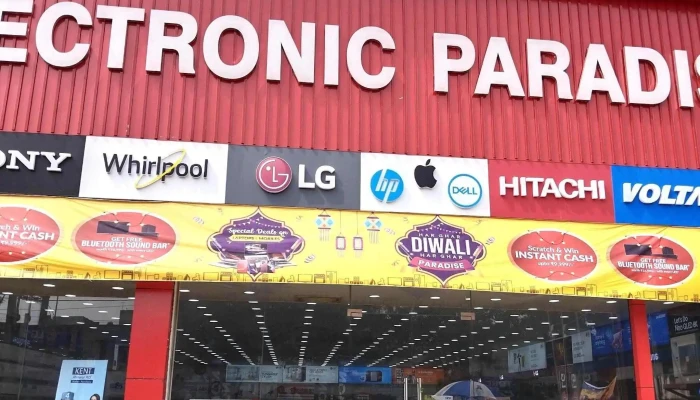 ECTRONIC PARADIS
ONY
Whirlpool
LG
hp
DELL
HITACHI
VOLTA
Scratch & Win
INSTANT CASH
GET FREE
BLUETOOTH SOUND BAR*
Special Deals on
HAR GHAR
DIWALI
HAR GHAR
PARADISE
Scratch & Win
INSTANT CASH
GET FREE
BLUETOOTH SOUND BAR*
KENT